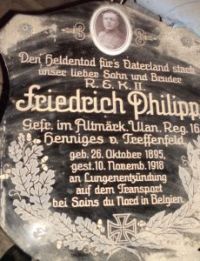 Den Heldentod für's Vaterland starb
unser lieber Sohn und Bruder
R. S. K. II.
Friedrich Philipp
Gefr. im Altmärk. Ulan. Reg. 16
Hennigs v. Treffenfeld,
geb. 26. Oktober 1895,
gest. 10. Novemb. 1918
an Lungenentzündung
auf dem Transport
bei Sains du Nord in Belgien.